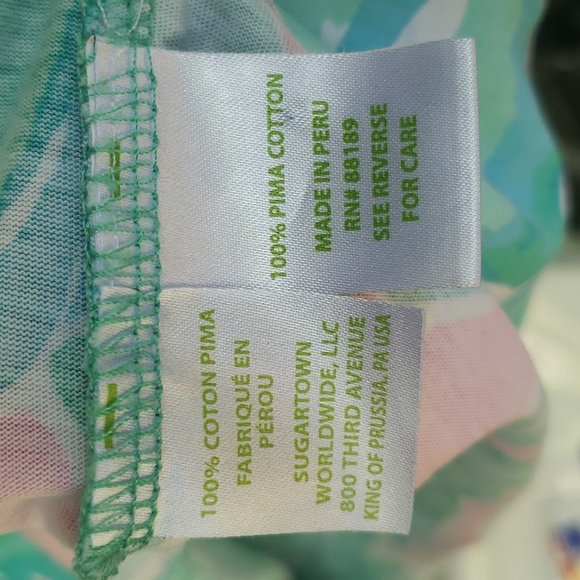 100% PIMA COTTON
MADE IN PERU
RN# 88189
SEE REVERSE
FOR CARE
100% COTON PIMA
FABRIQUÉ EN
PÉROU
SUGARTOWN
WORLDWIDE, LLC
800 THIRD AVENUE
KING OF PRUSSIA, PA USA